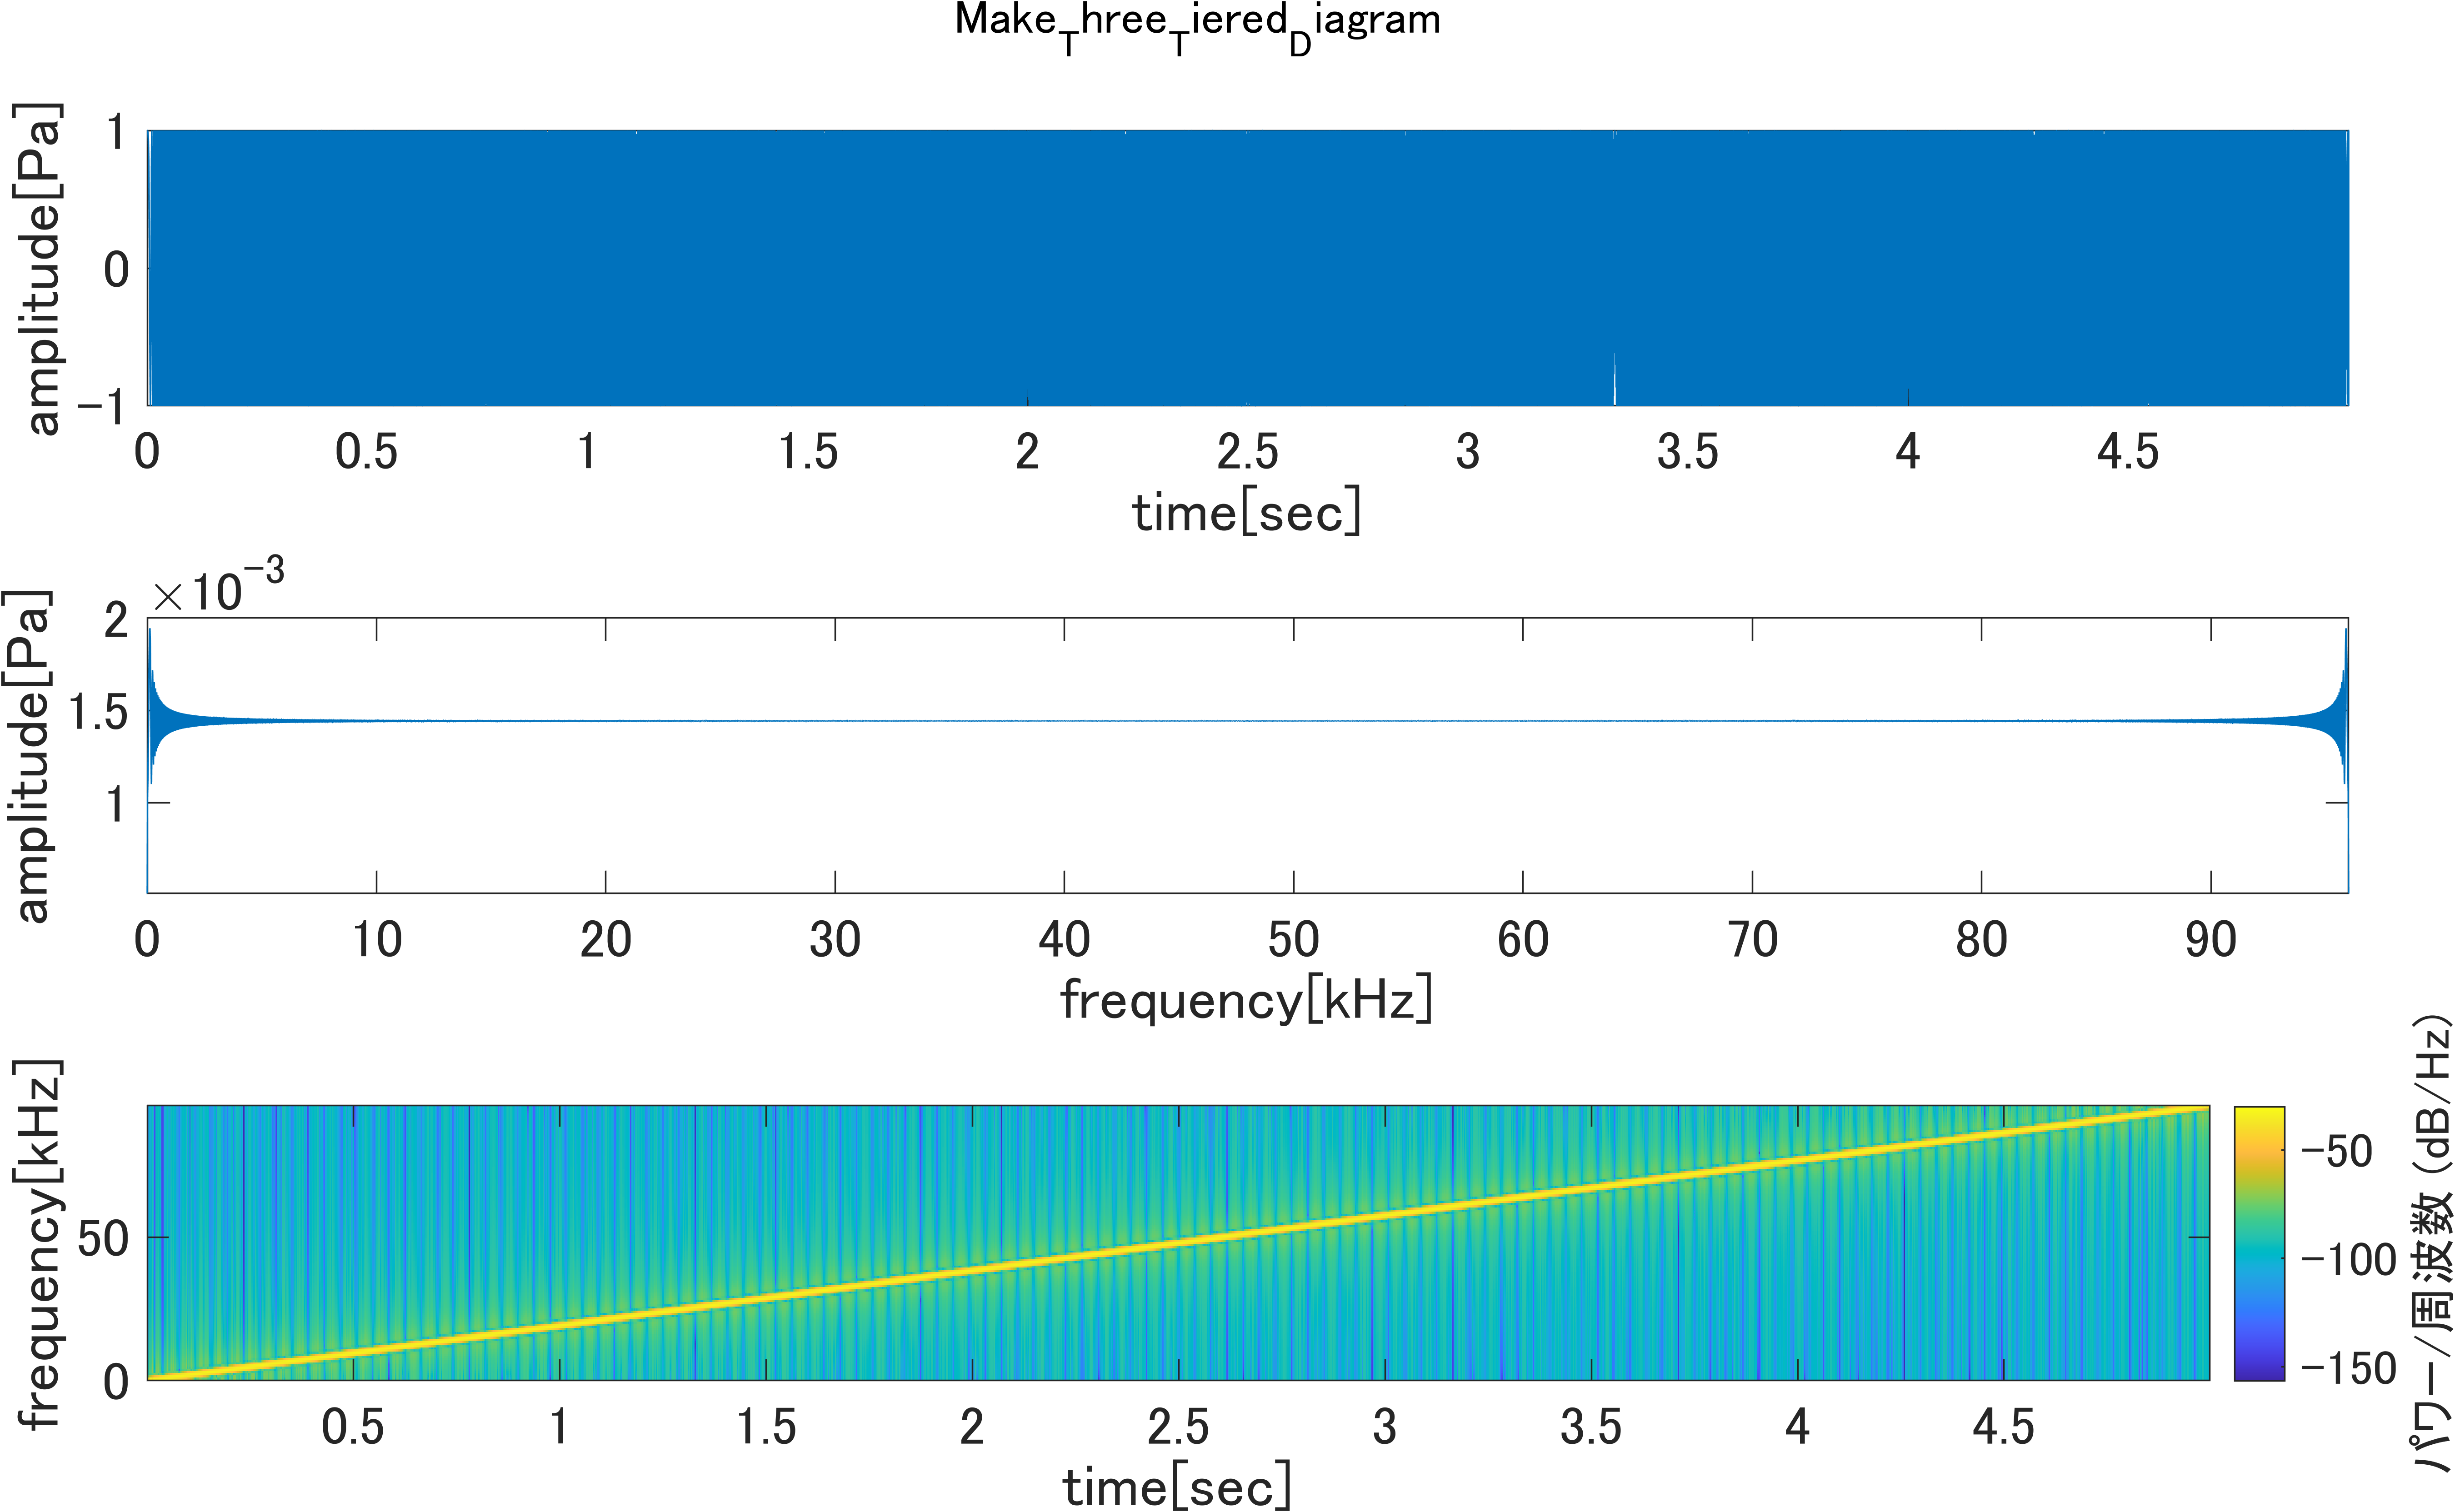 Make_Three_Tiered_Diagram
amplitude[Pa]
1
0
-1
0 0.5 1 1.5 2 2.5 3 3.5 4 4.5
time[sec]
×10^-3
amplitude[Pa]
2
1.5
1
0 10 20 30 40 50 60 70 80 90
frequency[kHz]
frequency[kHz]
50
0
0.5 1 1.5 2 2.5 3 3.5 4 4.5
time[sec]
-50
-100
-150
パワー/周波数 (dB/Hz)